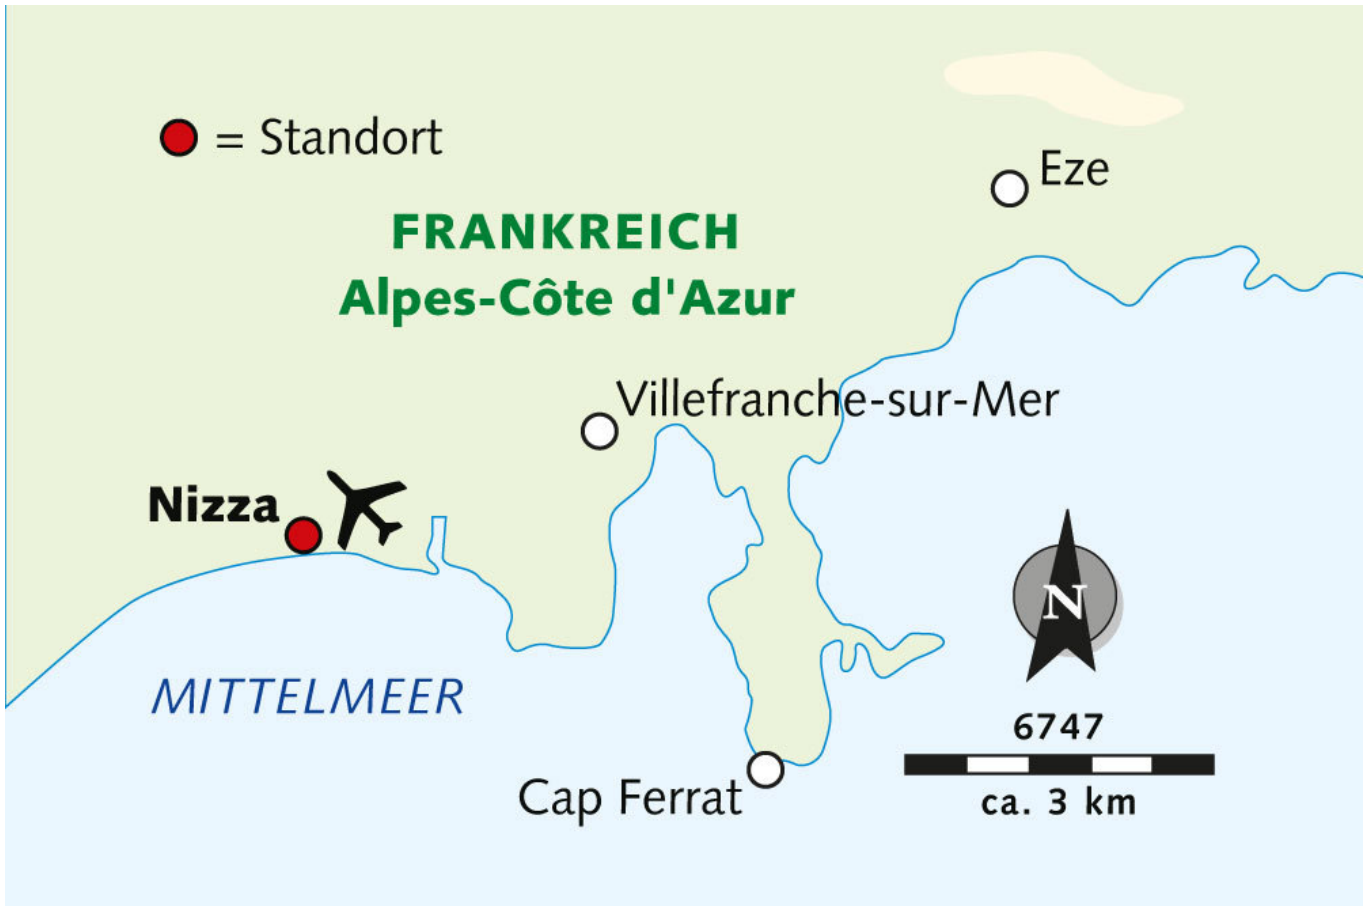 = Standort
Eze
FRANKREICH
Alpes-Côte d'Azur
Villefranche-sur-Mer
Nizza
N
MITTELMEER
6747
Cap Ferrat
ca. 3 km